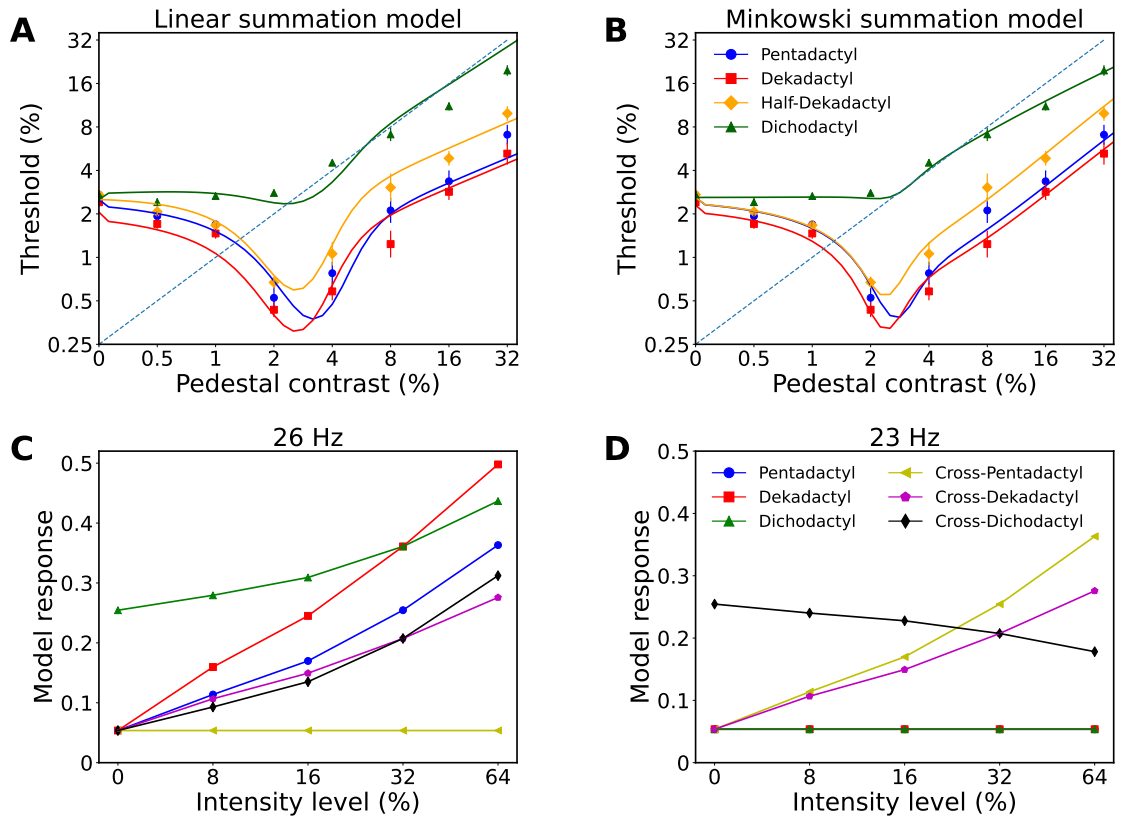 A
Linear summation model
Threshold (%)
32
16
8
4
2
1
0.5
0.25
0 0.5 1 2 4 8 16 32
Pedestal contrast (%)
B
Minkowski summation model
Threshold (%)
32
16
8
4
2
1
0.5
0.25
Pentadactyl
Dekadactyl
Half-Dekadactyl
Dichodactyl
0 0.5 1 2 4 8 16 32
Pedestal contrast (%)
C
26 Hz
Model response
0.5
0.4
0.3
0.2
0.1
0
0 8 16 32 64
Intensity level (%)
D
23 Hz
Model response
0.5
0.4
0.3
0.2
0.1
0
Pentadactyl
Dekadactyl
Dichodactyl
Cross-Pentadactyl
Cross-Dekadactyl
Cross-Dichodactyl
0 8 16 32 64
Intensity level (%)